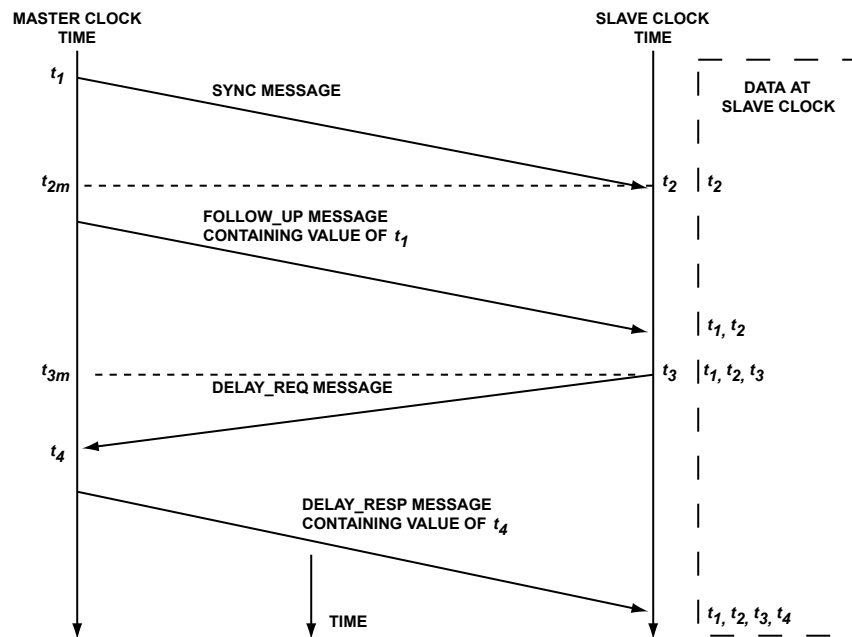 MASTER CLOCK
TIME
SLAVE CLOCK
TIME
t1
SYNC MESSAGE
DATA AT
SLAVE CLOCK
t2m
t2
t2
FOLLOW_UP MESSAGE
CONTAINING VALUE OF t1
t1, t2
t3m
t3
t1, t2, t3
DELAY_REQ MESSAGE
t4
DELAY_RESP MESSAGE
CONTAINING VALUE OF t4
TIME
t1, t2, t3, t4